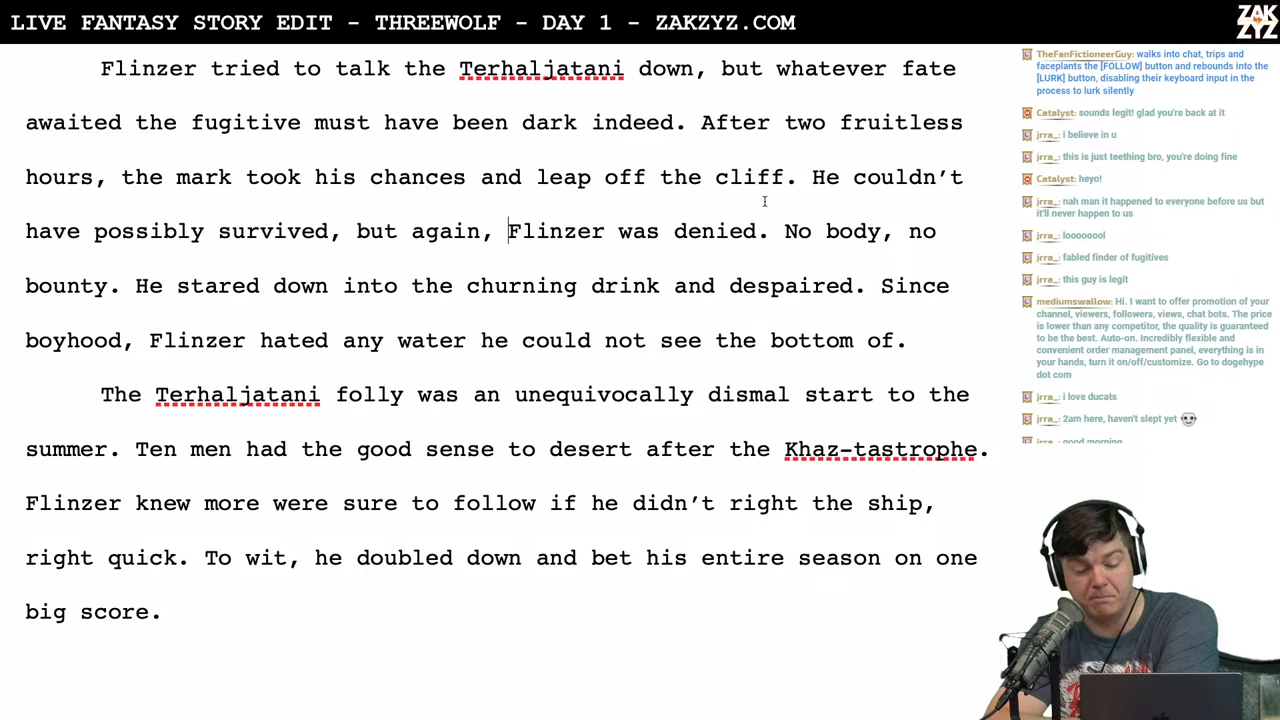 LIVE FANTASY STORY EDIT - THREEWOLF - DAY 1 - ZAKZYZ.COM
ZAK
ZYZ
Flinzer tried to talk the Terhaljatani down, but whatever fate
awaited the fugitive must have been dark indeed. After two fruitless
hours, the mark took his chances and leap off the cliff. He couldn’t
have possibly survived, but again, Flinzer was denied. No body, no
bounty. He stared down into the churning drink and despaired. Since
boyhood, Flinzer hated any water he could not see the bottom of.
The Terhaljatani folly was an unequivocally dismal start to the
summer. Ten men had the good sense to desert after the Khaz-tastrophe.
Flinzer knew more were sure to follow if he didn’t right the ship,
right quick. To wit, he doubled down and bet his entire season on one
big score.
TheFanFictioneerGuy: walks into chat, trips and
faceplants the [FOLLOW] button and rebounds into the
[LURK] button, disabling their keyboard input in the
process to lurk silently
Catalyst: sounds legit! glad you're back at it
jrra_: i believe in u
jrra_: this is just teething bro, you're doing fine
Catalyst: heyo!
jrra_: nah man it happened to everyone before us but
it'll never happen to us
jrra_: loooooool
jrra_: fabled finder of fugitives
jrra_: this guy is legit
mediumswallow: Hi. I want to offer promotion of your
channel, viewers, followers, views, chat bots. The price
is lower than any competitor, the quality is guaranteed
to be the best. Auto-on. Incredibly flexible and
convenient order management panel, everything is in
your hands, turn it on/off/customize. Go to dogehype
dot com
jrra_: i love ducats
jrra_: 2am here, haven't slept yet
jrra_: good morning